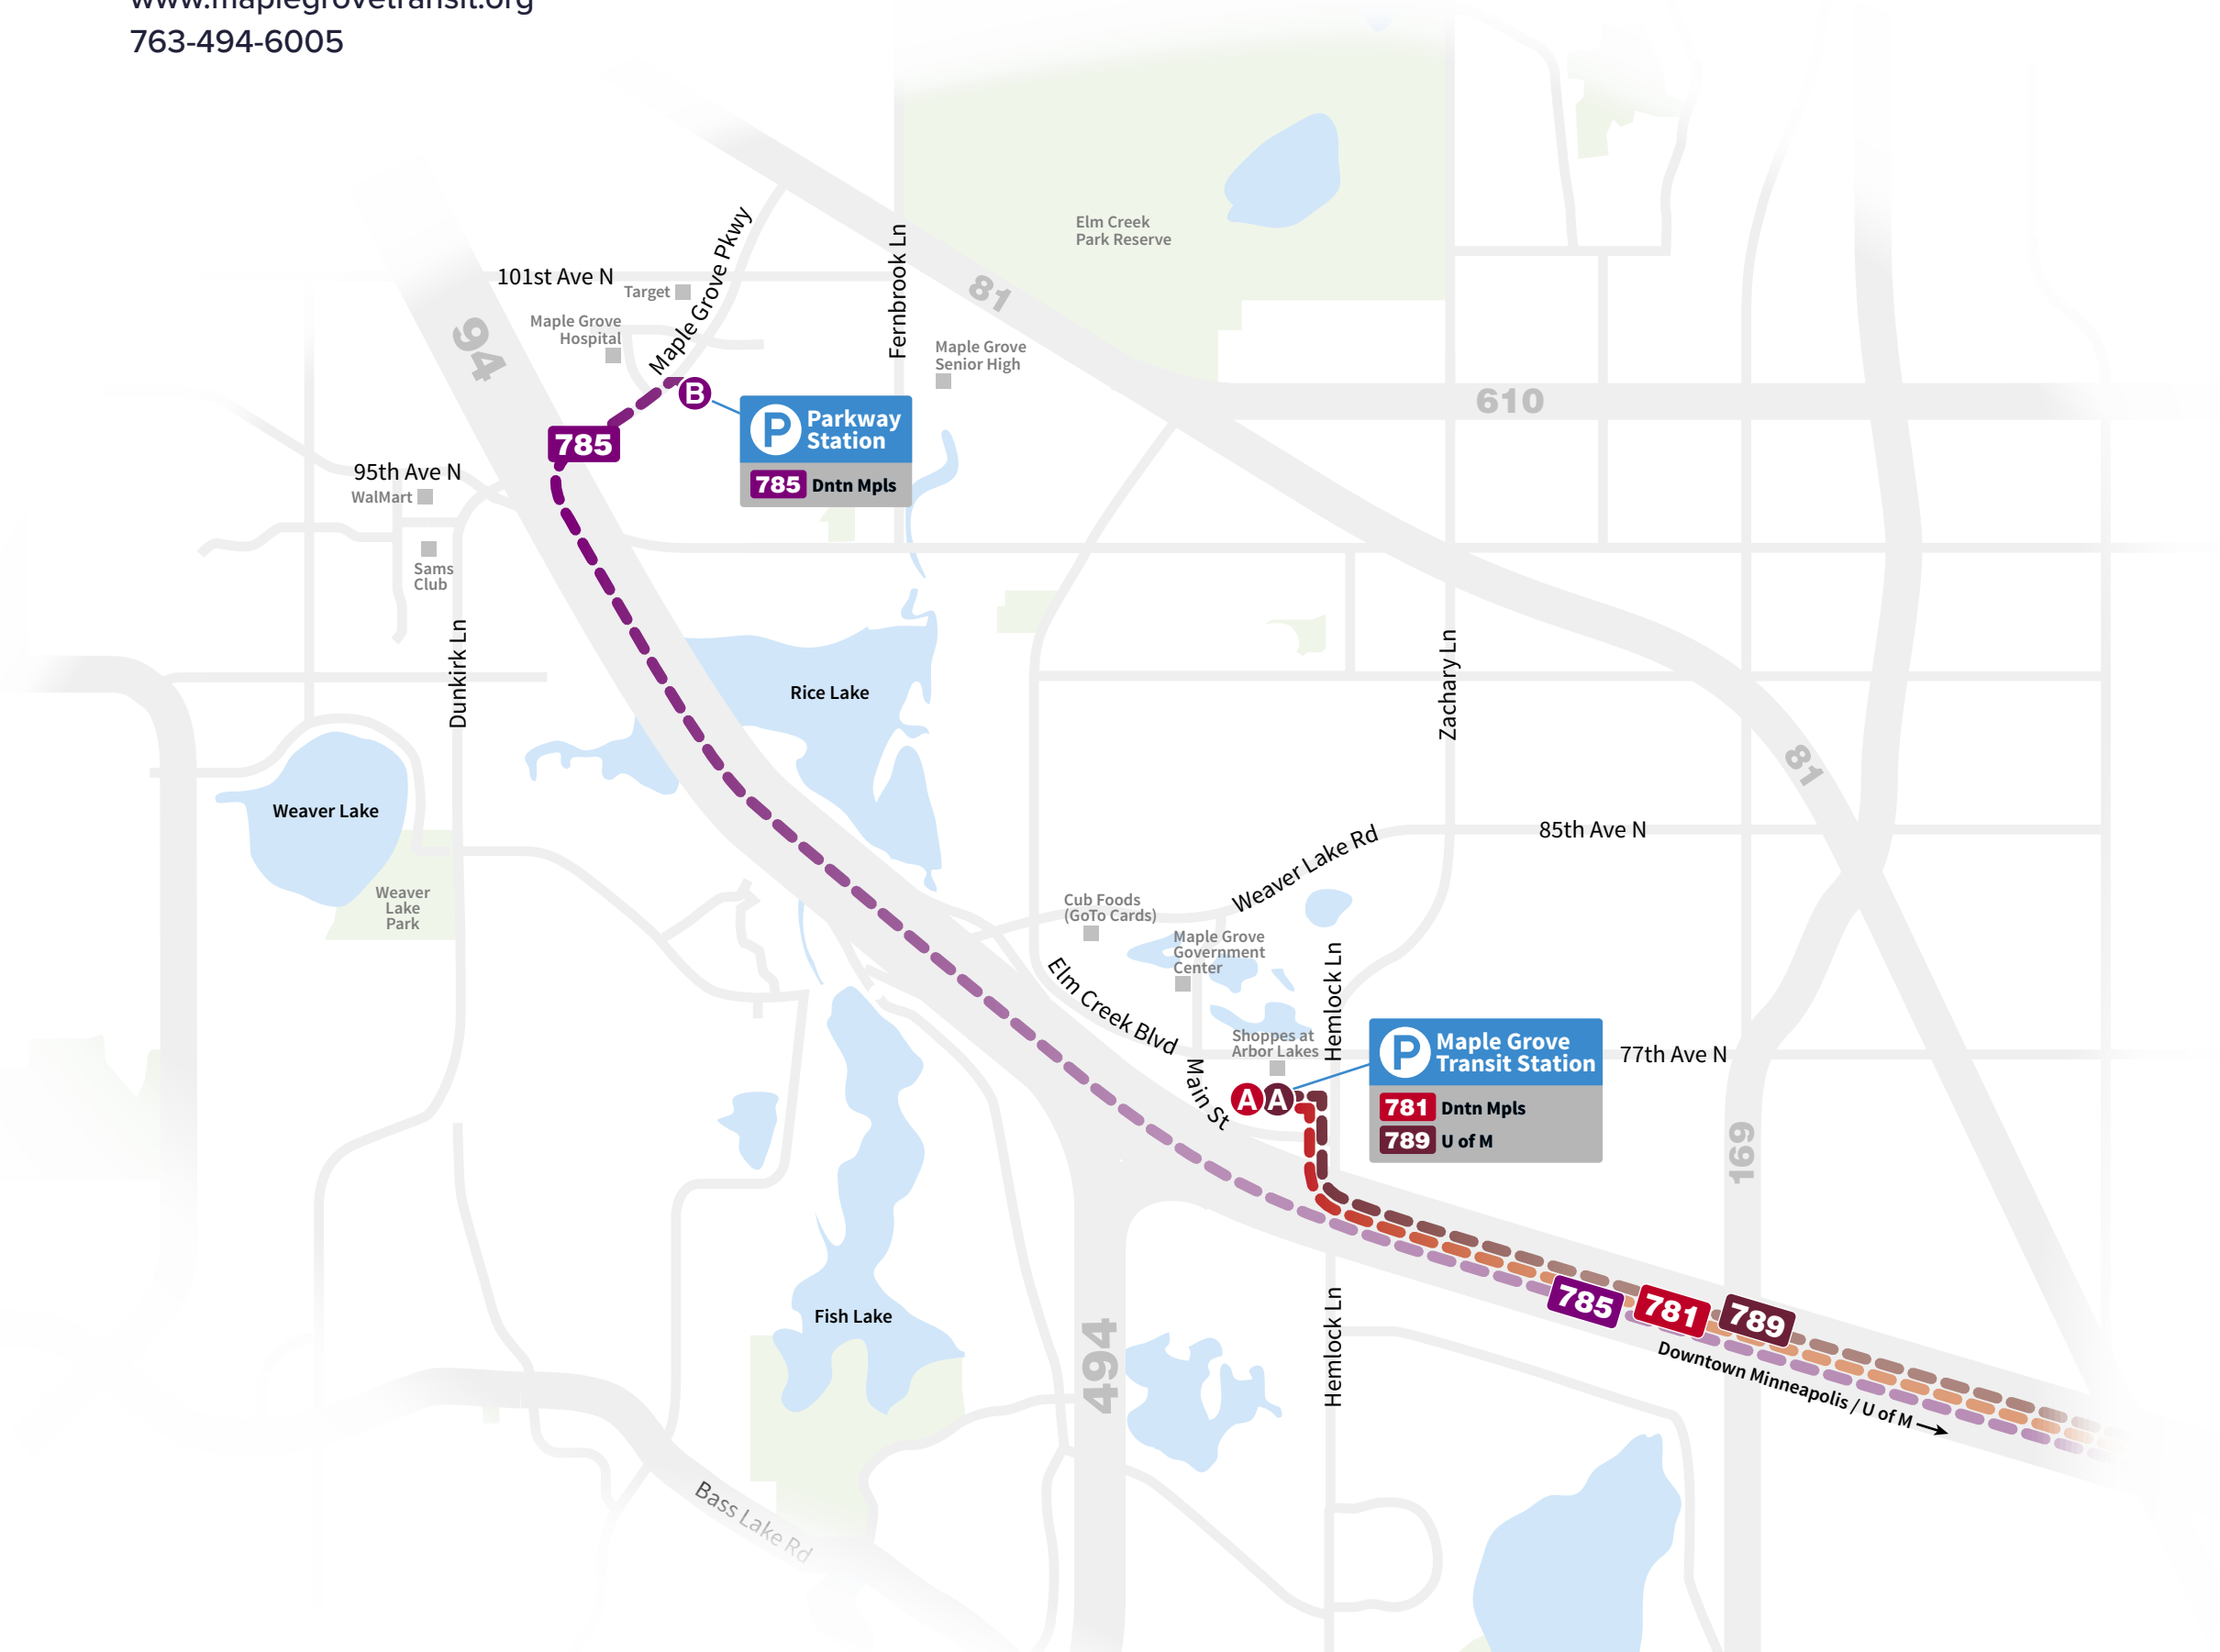 www.maplegrovetransit.org
763-494-6005
Elm Creek
Park Reserve
101st Ave N
Target
Maple Grove Pkwy
Fernbrook Ln
81
94
Maple Grove
Hospital
Maple Grove
Senior High
B
610
P
Parkway
Station
785
785 Dntn Mpls
95th Ave N
WalMart
Sams
Club
Dunkirk Ln
Rice Lake
Zachary Ln
81
Weaver Lake
85th Ave N
Weaver Lake Rd
Weaver
Lake
Park
Cub Foods
(GoTo Cards)
Maple Grove
Government
Center
Elm Creek Blvd
Hemlock Ln
Shoppes at
Arbor Lakes
P
Maple Grove
Transit Station
77th Ave N
Main St
A
A
781 Dntn Mpls
789 U of M
169
785
781
789
Fish Lake
494
Hemlock Ln
Downtown Minneapolis / U of M
Bass Lake Rd